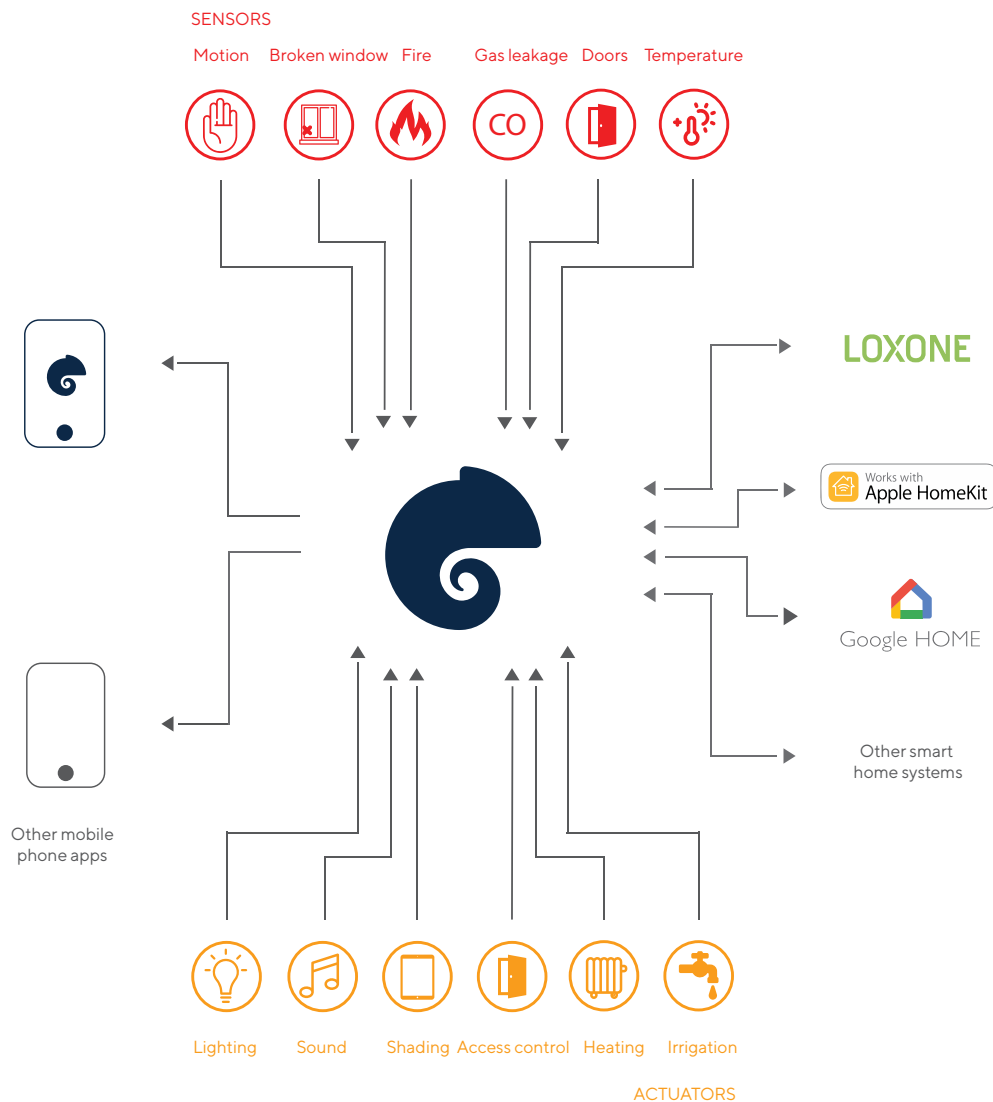 SENSORS
Motion Broken window Fire Gas leakage Doors Temperature
CO
LOXONE
Works with
Apple HomeKit
Google HOME
Other smart
home systems
Other mobile
phone apps
Lighting Sound Shading Access control Heating Irrigation
ACTUATORS